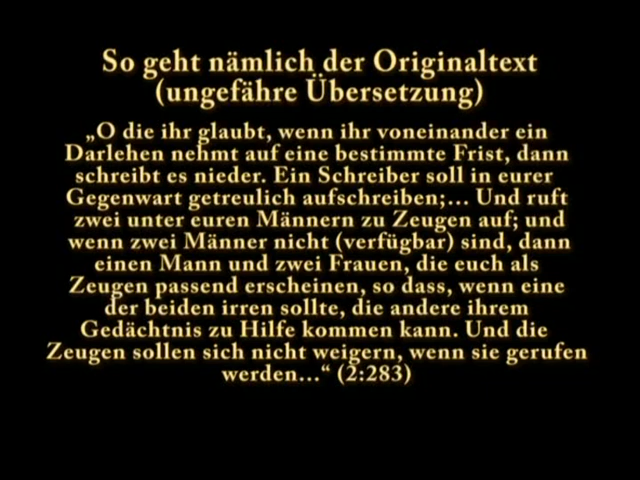 So geht nämlich der Originaltext
(ungefähre Übersetzung)
„O die ihr glaubt, wenn ihr voneinander ein
Darlehen nehmt auf eine bestimmte Frist, dann
schreibt es nieder. Ein Schreiber soll in eurer
Gegenwart getreulich aufschreiben;... Und ruft
zwei unter euren Männern zu Zeugen auf; und
wenn zwei Männer nicht (verfügbar) sind, dann
einen Mann und zwei Frauen, die euch als
Zeugen passend erscheinen, so dass, wenn eine
der beiden irren sollte, die andere ihrem
Gedächtnis zu Hilfe kommen kann. Und die
Zeugen sollen sich nicht weigern, wenn sie gerufen
werden...“ (2:283)